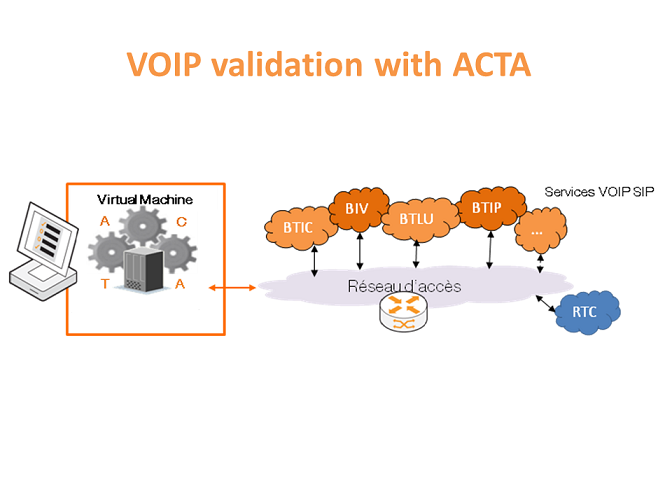 VOIP validation with ACTA
Virtual Machine
A C
T A
BTIC
BIV
BTLU
BTIP
...
Services VOIP SIP
Réseau d'accès
RTC